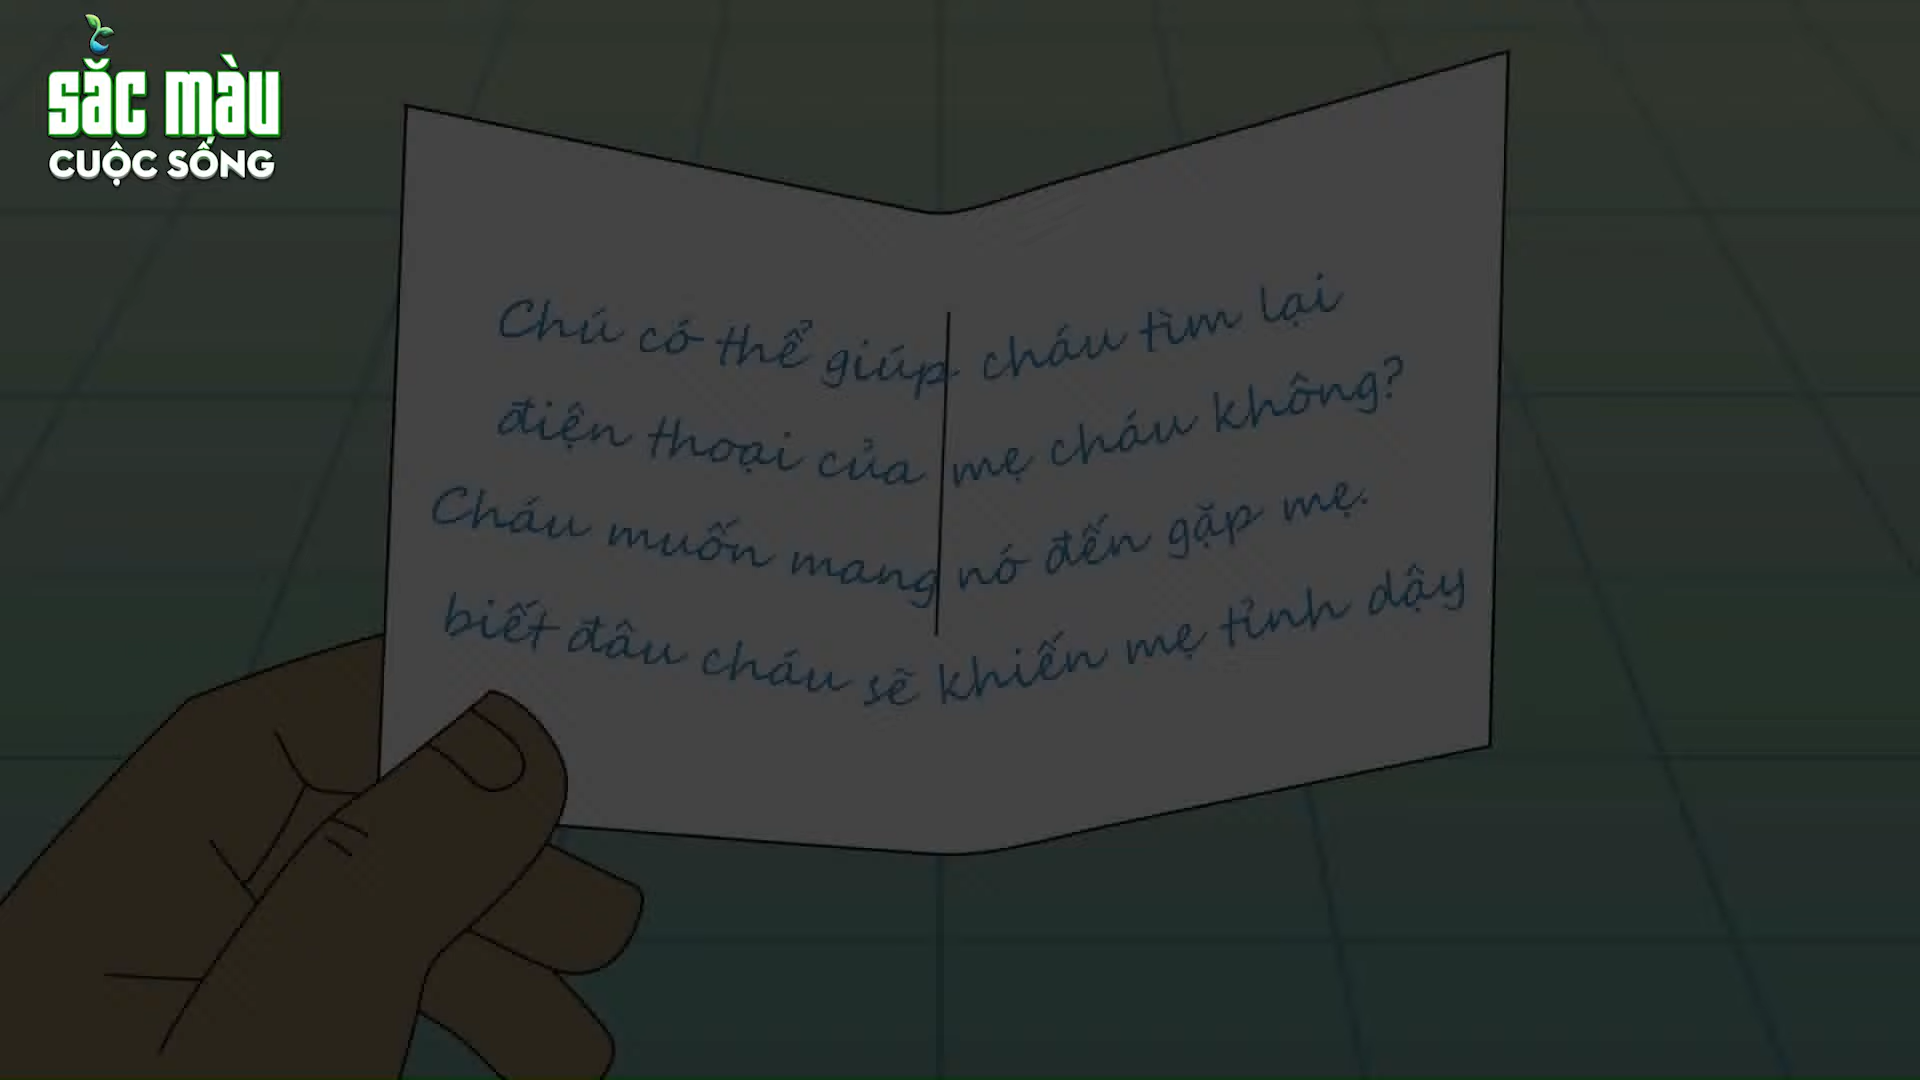 sắc màu
CUỘC SỐNG
Chú có thể giúp cháu tìm lại
điện thoại của mẹ cháu không?
Cháu muốn mang nó đến gặp mẹ.
biết đâu cháu sẽ khiến mẹ tỉnh dậy